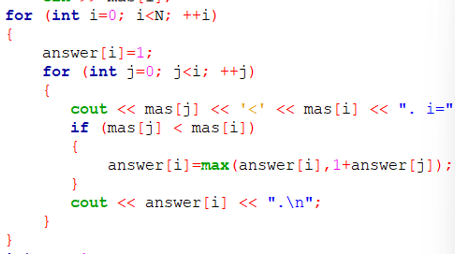 for (int i=0; i<N; ++i)
{
answer[i]=1;
for (int j=0; j<i; ++j)
{
cout << mas[j] << '<' << mas[i] << ". i="
if (mas[j] < mas[i])
{
answer[i]=max(answer[i],1+answer[j]);
}
cout << answer[i] << ".\n";
}
}